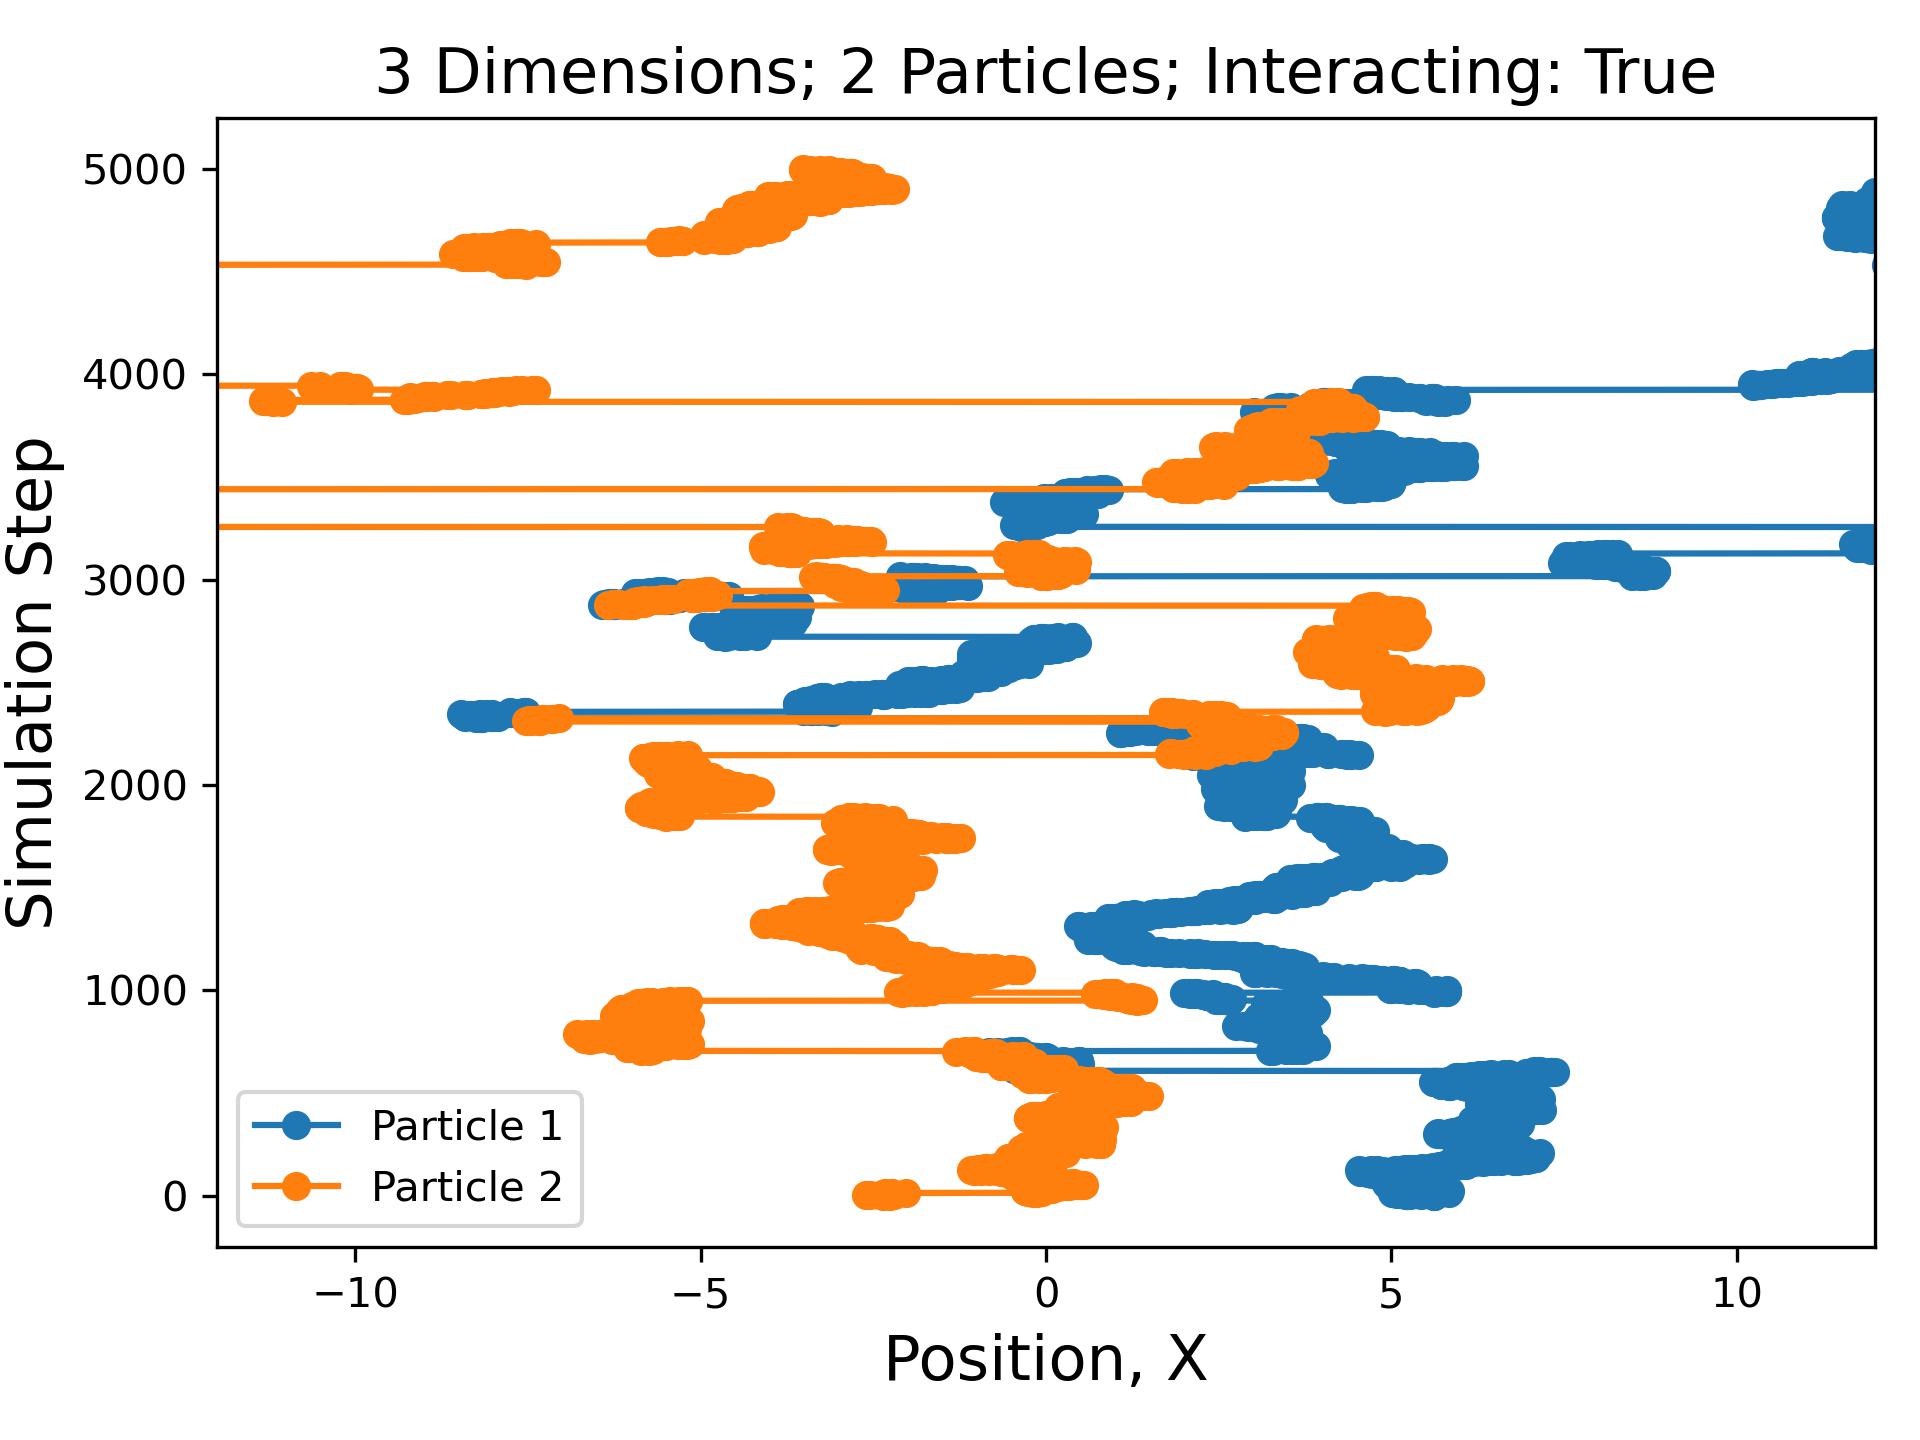 3 Dimensions; 2 Particles; Interacting: True
Simulation Step
5000
4000
3000
2000
1000
0
Particle 1
Particle 2
−10
−5
0
5
10
Position, X